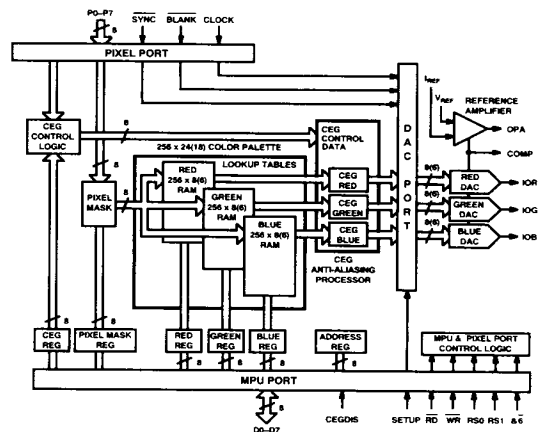 P0–P7
8
SYNC
BLANK
CLOCK
PIXEL PORT
IREF
VREF
REFERENCE
AMPLIFIER
OPA
COMP
CEG
CONTROL
LOGIC
8
256 x 24(18) COLOR PALETTE
CEG
CONTROL
DATA
DAC PORT
LOOKUP TABLES
RED
256 x 8(6)
RAM
GREEN
256 x 8(6)
RAM
BLUE
256 x 8(6)
RAM
PIXEL
MASK
8
CEG
RED
CEG
GREEN
CEG
BLUE
CEG
ANTI-ALIASING
PROCESSOR
8(6)
RED
DAC
IOR
8(6)
GREEN
DAC
IOG
8(6)
BLUE
DAC
IOB
8
8
CEG
REG
PIXEL MASK
REG
RED
REG
GREEN
REG
BLUE
REG
ADDRESS
REG
MPU & PIXEL PORT
CONTROL LOGIC
8
8
8
8
MPU PORT
D0–D7
8
CEGDIS
SETUP
RD
WR
RS0
RS1
8/6